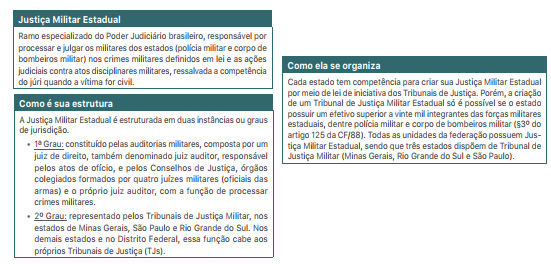 Justiça Militar Estadual
Ramo especializado do Poder Judiciário brasileiro, responsável por
processar e julgar os militares dos estados (polícia militar e corpo de
bombeiros militar) nos crimes militares definidos em lei e as ações
judiciais contra atos disciplinares militares, ressalvada a competência
do júri quando a vítima for civil.
Como é sua estrutura
A Justiça Militar Estadual é estruturada em duas instâncias ou graus
de jurisdição.
• 1º Grau: constituído pelas auditorias militares, composta por um
juiz de direito, também denominado juiz auditor, responsável
pelos atos de ofício, e pelos Conselhos de Justiça, órgãos
colegiados formados por quatro juízes militares (oficiais das
armas) e o próprio juiz auditor, com a função de processar
crimes militares.
• 2º Grau: representado pelos Tribunais de Justiça Militar, nos
estados de Minas Gerais, São Paulo e Rio Grande do Sul. Nos
demais estados e no Distrito Federal, essa função cabe aos
próprios Tribunais de Justiça (TJs).
Como ela se organiza
Cada estado tem competência para criar sua Justiça Militar Estadual
por meio de lei de iniciativa dos Tribunais de Justiça. Porém, a criação
de um Tribunal de Justiça Militar Estadual só é possível se o estado
possuir um efetivo superior a vinte mil integrantes das forças militares
estaduais, dentre polícia militar e corpo de bombeiros militar (§3º do
artigo 125 da CF/88). Todas as unidades da federação possuem Jus-
tiça Militar Estadual, sendo que três estados dispõem de Tribunal de
Justiça Militar (Minas Gerais, Rio Grande do Sul e São Paulo).